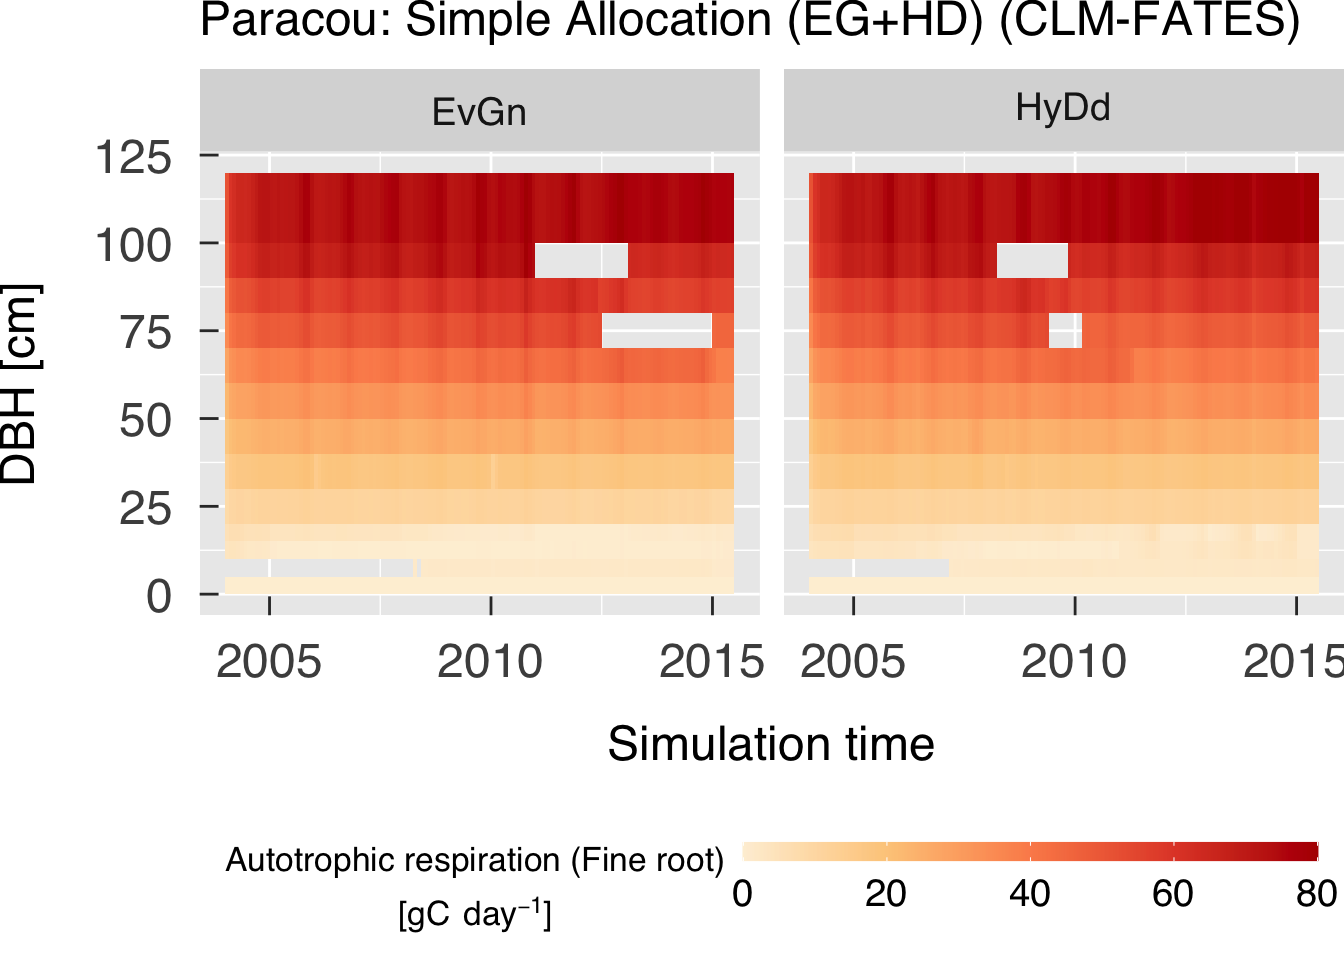 Paracou: Simple Allocation (EG+HD) (CLM-FATES)
EvGn
HyDd
DBH [cm]
125
100
75
50
25
0
2005 2010 2015
2005 2010 2015
Simulation time
Autotrophic respiration (Fine root)
[gC day⁻¹]
0 20 40 60 80